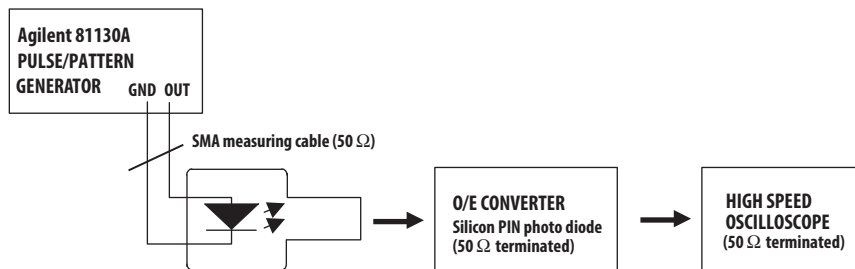 Agilent 81130A
PULSE/PATTERN
GENERATOR
GND OUT
SMA measuring cable (50 Ω)
O/E CONVERTER
Silicon PIN photo diode
(50 Ω terminated)
HIGH SPEED
OSCILLOSCOPE
(50 Ω terminated)